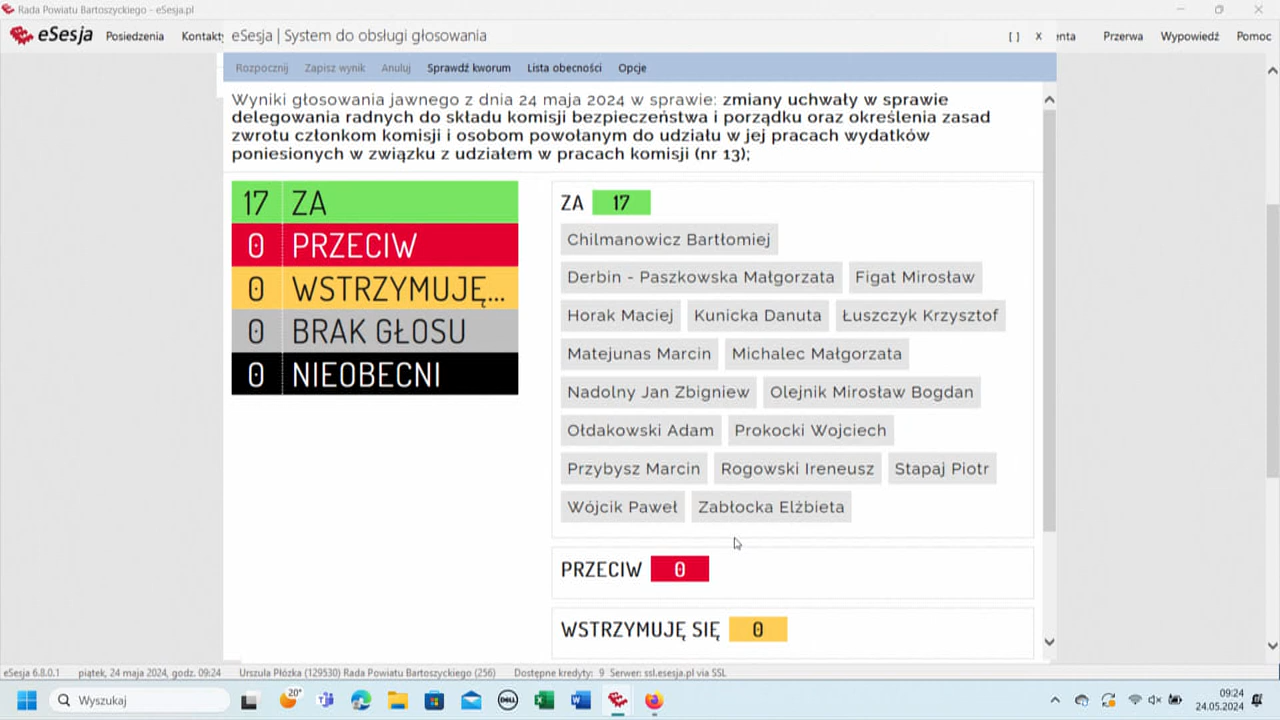 Rada Powiatu Bartoszyckiego - eSesja.pl
eSesja Posiedzenia Kontakty eSesja | System do obsługi głosowania [ ] X enta Przerwa Wypowiedź Pomoc
Rozpocznij Zapisz wynik Anuluj Sprawdź kworum Lista obecności Opcje
Wyniki głosowania jawnego z dnia 24 maja 2024 w sprawie: zmiany uchwały w sprawie
delegowania radnych do składu komisji bezpieczeństwa i porządku oraz określenia zasad
zwrotu członkom komisji i osobom powołanym do udziału w jej pracach wydatków
poniesionych w związku z udziałem w pracach komisji (nr 13);
17 ZA
0 PRZECIW
0 WSTRZYMUJĘ...
0 BRAK GŁOSU
0 NIEOBECNI
ZA 17
Chilmanowicz Bartłomiej
Derbin - Paszkowska Małgorzata Figat Mirosław
Horak Maciej Kunicka Danuta Łuszczyk Krzysztof
Matejunas Marcin Michalec Małgorzata
Nadolny Jan Zbigniew Olejnik Mirosław Bogdan
Ołdakowski Adam Prokocki Wojciech
Przybysz Marcin Rogowski Ireneusz Stapaj Piotr
Wójcik Paweł Zabłocka Elżbieta
PRZECIW 0
WSTRZYMUJĘ SIĘ 0
eSesja 6.8.0.1 piątek, 24 maja 2024, godz. 09:24 Urszula Płózka (129530) Rada Powiatu Bartoszyckiego (256) Dostępne kredyty: 9 Serwer: ssl.esesja.pl via SSL
Wyszukaj 20° DELL 09:24
24.05.2024